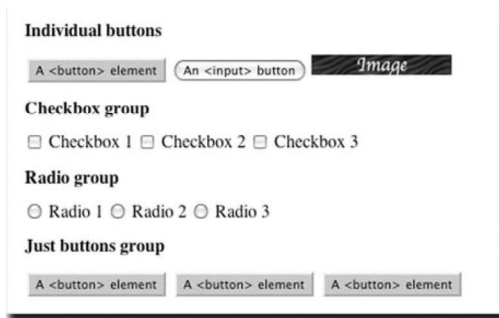 Individual buttons
A <button> element An <input> button Image
Checkbox group
Checkbox 1 Checkbox 2 Checkbox 3
Radio group
Radio 1 Radio 2 Radio 3
Just buttons group
A <button> element A <button> element A <button> element